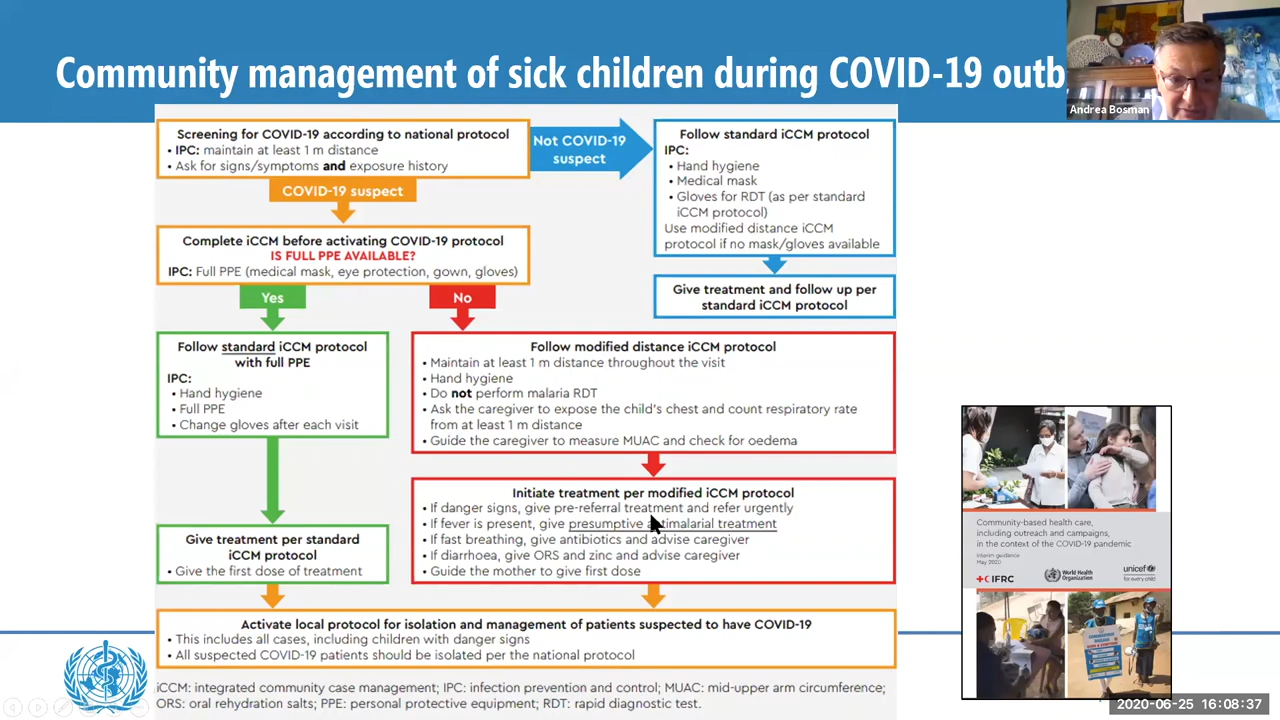 Community management of sick children during COVID-19 outb
Andrea Bosman
Screening for COVID-19 according to national protocol
• IPC: maintain at least 1 m distance
• Ask for signs/symptoms and exposure history
Not COVID-19
suspect
Follow standard iCCM protocol
IPC:
• Hand hygiene
• Medical mask
• Gloves for RDT (as per standard
iCCM protocol)
Use modified distance iCCM
protocol if no mask/gloves available
COVID-19 suspect
Complete iCCM before activating COVID-19 protocol
IS FULL PPE AVAILABLE?
IPC: Full PPE (medical mask, eye protection, gown, gloves)
Give treatment and follow up per
standard iCCM protocol
Yes
No
Follow standard iCCM protocol
with full PPE
IPC:
• Hand hygiene
• Full PPE
• Change gloves after each visit
Follow modified distance iCCM protocol
• Maintain at least 1 m distance throughout the visit
• Hand hygiene
• Do not perform malaria RDT
• Ask the caregiver to expose the child's chest and count respiratory rate
from at least 1 m distance
• Guide the caregiver to measure MUAC and check for oedema
Initiate treatment per modified iCCM protocol
• If danger signs, give pre-referral treatment and refer urgently
• If fever is present, give presumptive antimalarial treatment
• If fast breathing, give antibiotics and advise caregiver
• If diarrhoea, give ORS and zinc and advise caregiver
• Guide the mother to give first dose
Give treatment per standard
iCCM protocol
• Give the first dose of treatment
Activate local protocol for isolation and management of patients suspected to have COVID-19
• This includes all cases, including children with danger signs
• All suspected COVID-19 patients should be isolated per the national protocol
iCCM: integrated community case management; IPC: infection prevention and control; MUAC: mid-upper arm circumference;
ORS: oral rehydration salts; PPE: personal protective equipment; RDT: rapid diagnostic test.
Community-based health care,
including outreach and campaigns,
in the context of the COVID-19 pandemic
Interim guidance
May 2020
IFRC
World Health
Organization
unicef
for every child
2020-06-25 16:08:37